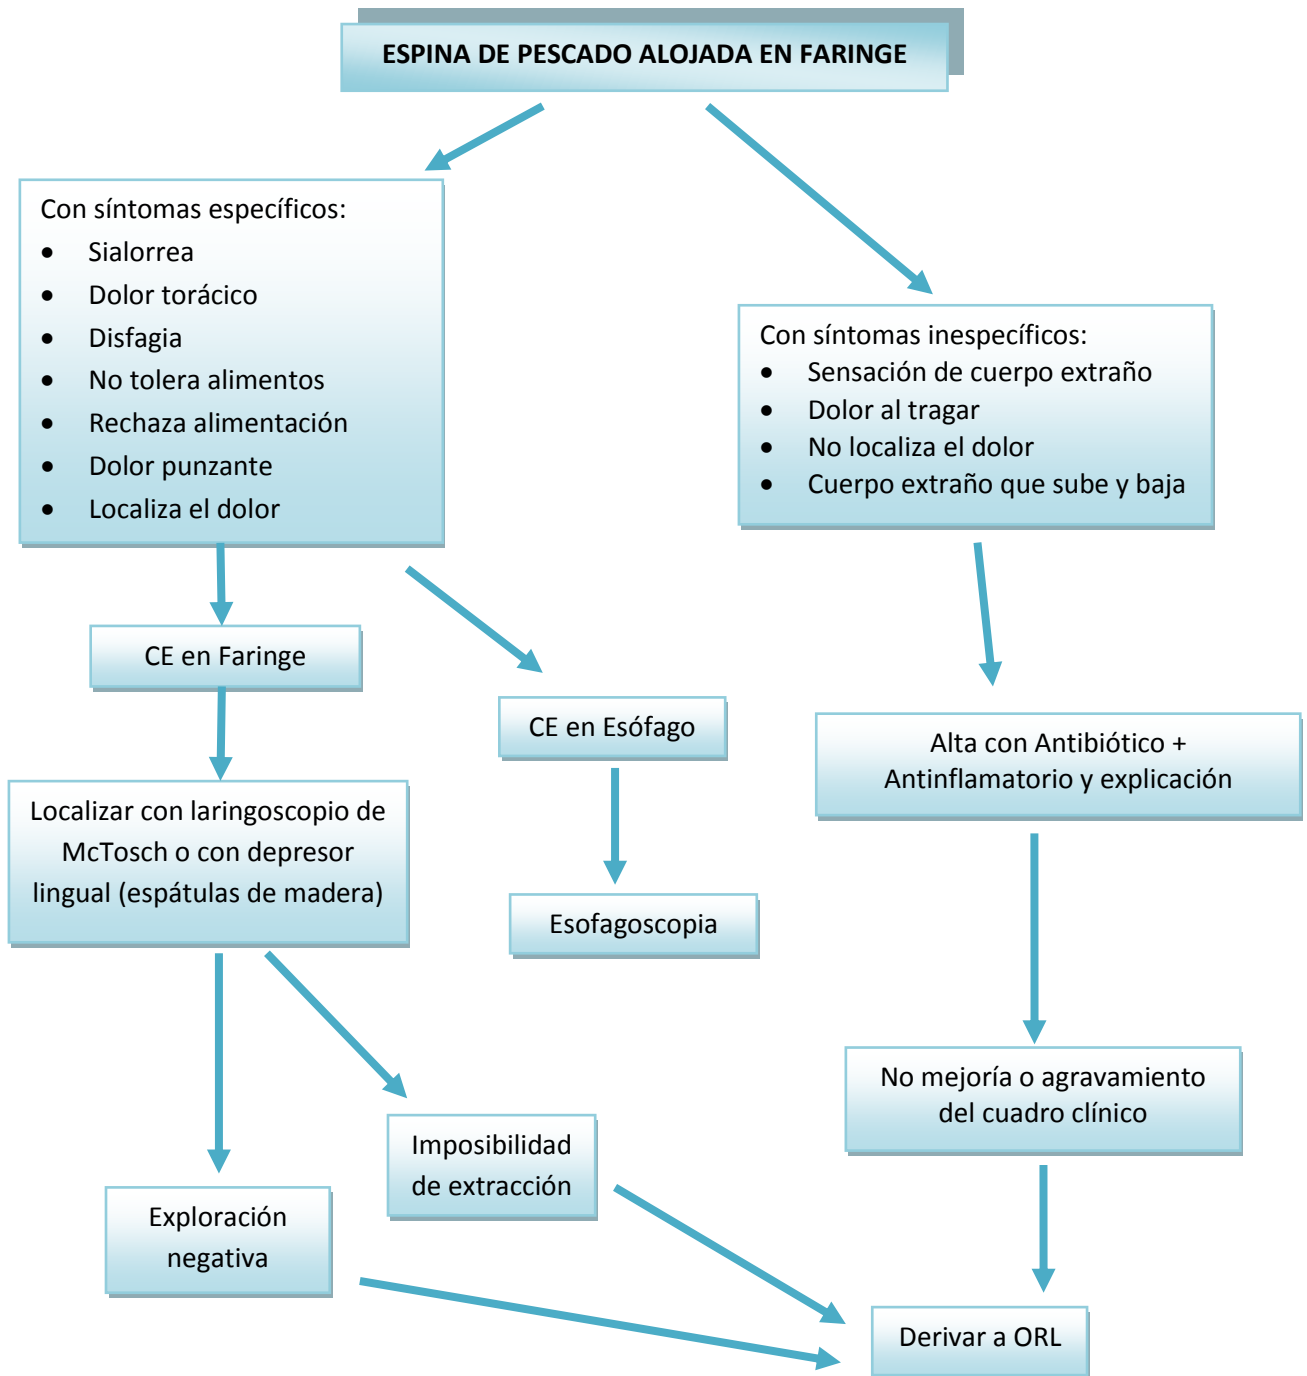 ESPINA DE PESCADO ALOJADA EN FARINGE
Con síntomas específicos:
• Sialorrea
• Dolor torácico
• Disfagia
• No tolera alimentos
• Rechaza alimentación
• Dolor punzante
• Localiza el dolor
Con síntomas inespecíficos:
• Sensación de cuerpo extraño
• Dolor al tragar
• No localiza el dolor
• Cuerpo extraño que sube y baja
CE en Faringe
CE en Esófago
Alta con Antibiótico +
Antinflamatorio y explicación
Localizar con laringoscopio de
McTosch o con depresor
lingual (espátulas de madera)
Esofagoscopia
No mejoría o agravamiento
del cuadro clínico
Imposibilidad
de extracción
Exploración
negativa
Derivar a ORL